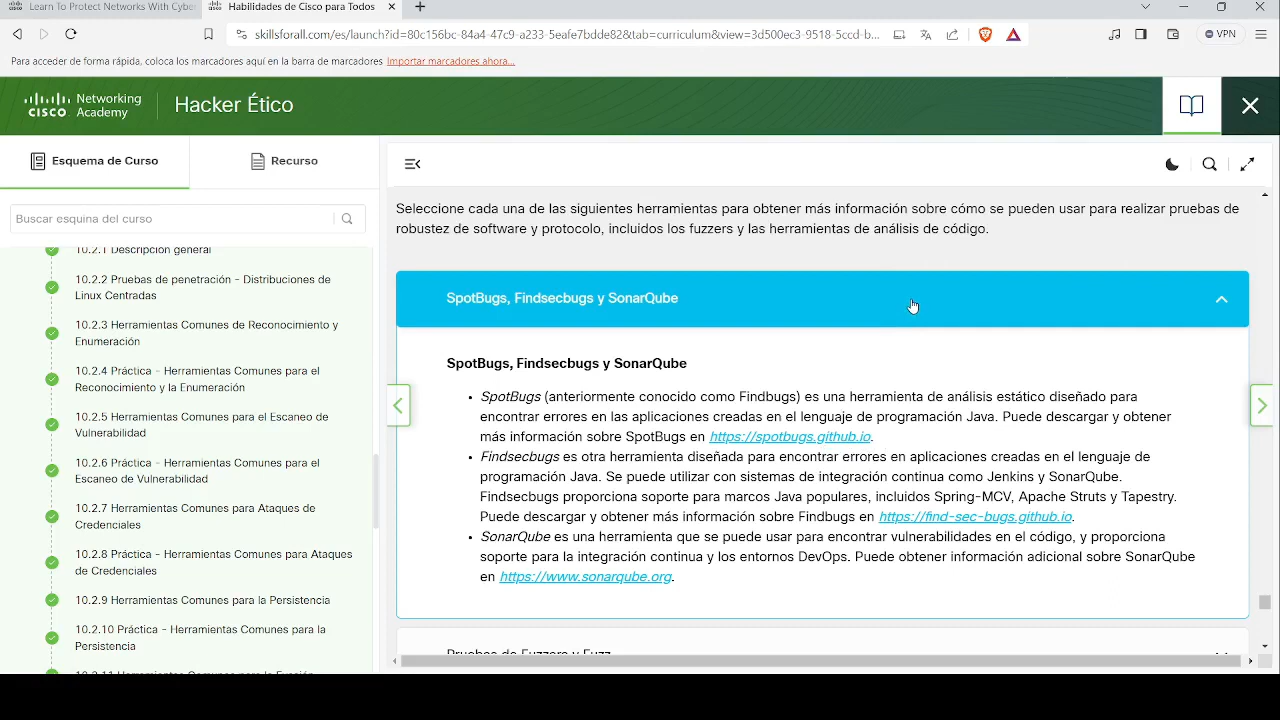 Learn To Protect Networks With Cyber
Habilidades de Cisco para Todos
skillsforall.com/es/launch?id=80c156bc-84a4-47c9-a233-5eafe7bdde82&tab=curriculum&view=3d500ec3-9518-5ccd-b...
VPN
Para acceder de forma rápida, coloca los marcadores aquí en la barra de marcadores Importar marcadores ahora...
Networking
CISCO Academy
Hacker Ético
Esquema de Curso
Recurso
Buscar esquina del curso
10.2.1 Descripción general
10.2.2 Pruebas de penetración - Distribuciones de
Linux Centradas
10.2.3 Herramientas Comunes de Reconocimiento y
Enumeración
10.2.4 Práctica - Herramientas Comunes para el
Reconocimiento y la Enumeración
10.2.5 Herramientas Comunes para el Escaneo de
Vulnerabilidad
10.2.6 Práctica - Herramientas Comunes para el
Escaneo de Vulnerabilidad
10.2.7 Herramientas Comunes para Ataques de
Credenciales
10.2.8 Práctica - Herramientas Comunes para Ataques
de Credenciales
10.2.9 Herramientas Comunes para la Persistencia
10.2.10 Práctica - Herramientas Comunes para la
Persistencia
10.2.11 Herramientas Comunes para la Evasión
Seleccione cada una de las siguientes herramientas para obtener más información sobre cómo se pueden usar para realizar pruebas de
robustez de software y protocolo, incluidos los fuzzers y las herramientas de análisis de código.
SpotBugs, Findsecbugs y SonarQube
SpotBugs, Findsecbugs y SonarQube
• SpotBugs (anteriormente conocido como Findbugs) es una herramienta de análisis estático diseñado para
encontrar errores en las aplicaciones creadas en el lenguaje de programación Java. Puede descargar y obtener
más información sobre SpotBugs en https://spotbugs.github.io.
• Findsecbugs es otra herramienta diseñada para encontrar errores en aplicaciones creadas en el lenguaje de
programación Java. Se puede utilizar con sistemas de integración continua como Jenkins y SonarQube.
Findsecbugs proporciona soporte para marcos Java populares, incluidos Spring-MCV, Apache Struts y Tapestry.
Puede descargar y obtener más información sobre Findbugs en https://find-sec-bugs.github.io.
• SonarQube es una herramienta que se puede usar para encontrar vulnerabilidades en el código, y proporciona
soporte para la integración continua y los entornos DevOps. Puede obtener información adicional sobre SonarQube
en https://www.sonarqube.org.
Pruebas de Fuzzers y Fuzz